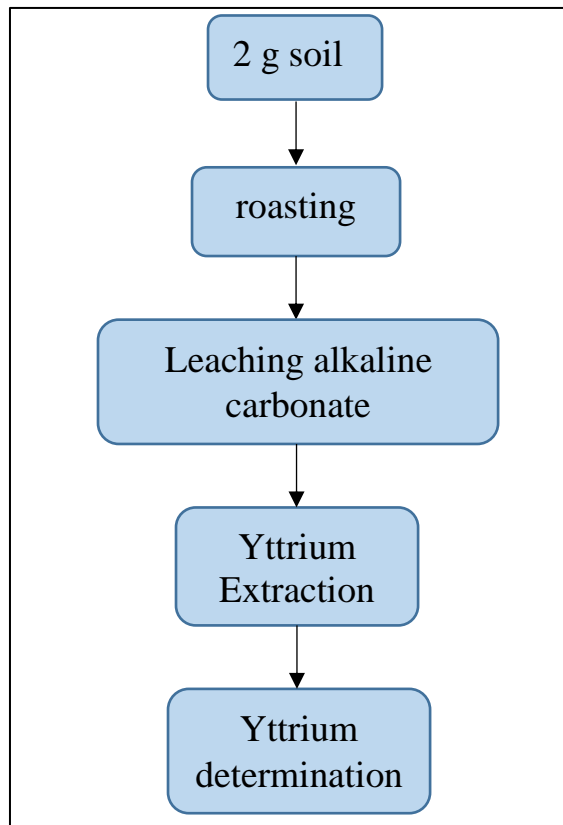 2 g soil
roasting
Leaching alkaline
carbonate
Yttrium
Extraction
Yttrium
determination